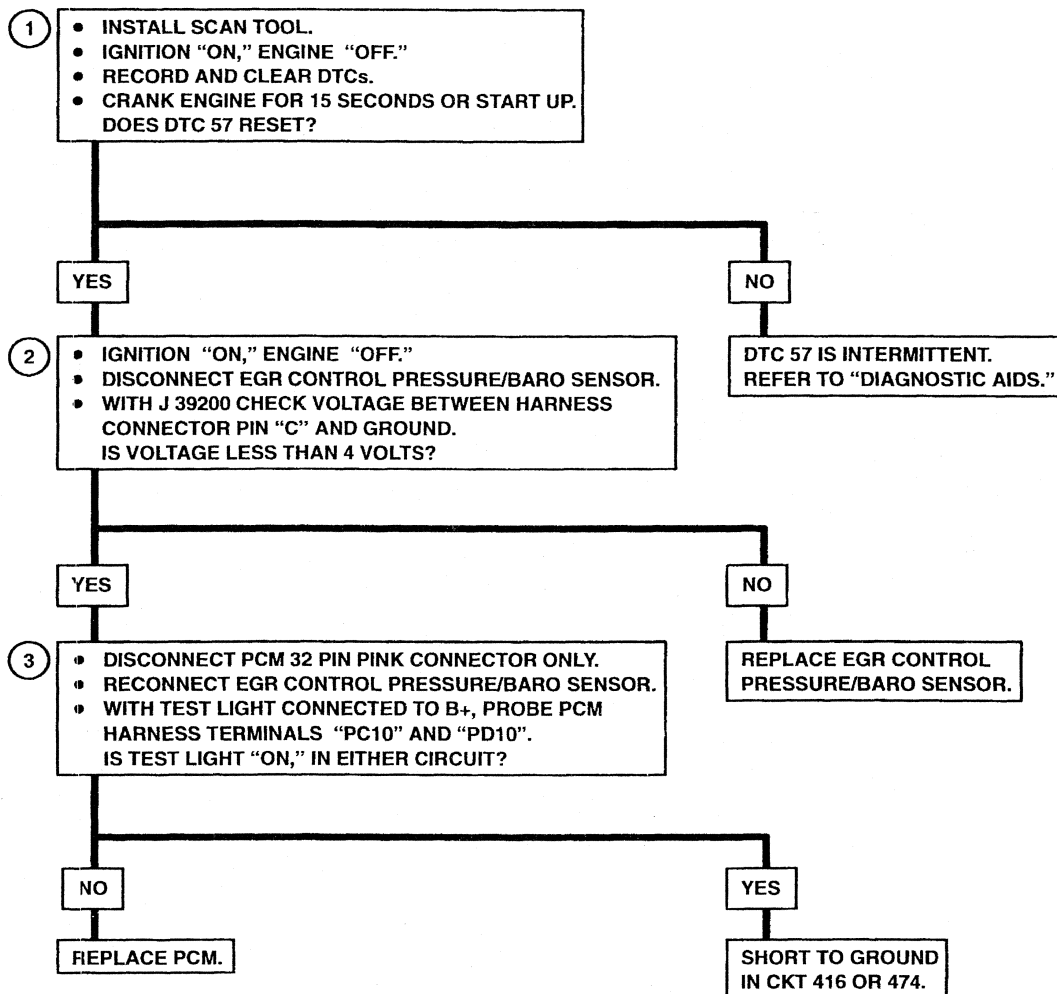 1
• INSTALL SCAN TOOL.
• IGNITION “ON,” ENGINE “OFF.”
• RECORD AND CLEAR DTCs.
• CRANK ENGINE FOR 15 SECONDS OR START UP.
DOES DTC 57 RESET?
YES
NO
2
• IGNITION “ON,” ENGINE “OFF.”
• DISCONNECT EGR CONTROL PRESSURE/BARO SENSOR.
• WITH J 39200 CHECK VOLTAGE BETWEEN HARNESS
CONNECTOR PIN “C” AND GROUND.
IS VOLTAGE LESS THAN 4 VOLTS?
DTC 57 IS INTERMITTENT.
REFER TO “DIAGNOSTIC AIDS.”
YES
NO
3
• DISCONNECT PCM 32 PIN PINK CONNECTOR ONLY.
• RECONNECT EGR CONTROL PRESSURE/BARO SENSOR.
• WITH TEST LIGHT CONNECTED TO B+, PROBE PCM
HARNESS TERMINALS “PC10” AND “PD10”.
IS TEST LIGHT “ON,” IN EITHER CIRCUIT?
REPLACE EGR CONTROL
PRESSURE/BARO SENSOR.
NO
YES
REPLACE PCM.
SHORT TO GROUND
IN CKT 416 OR 474.